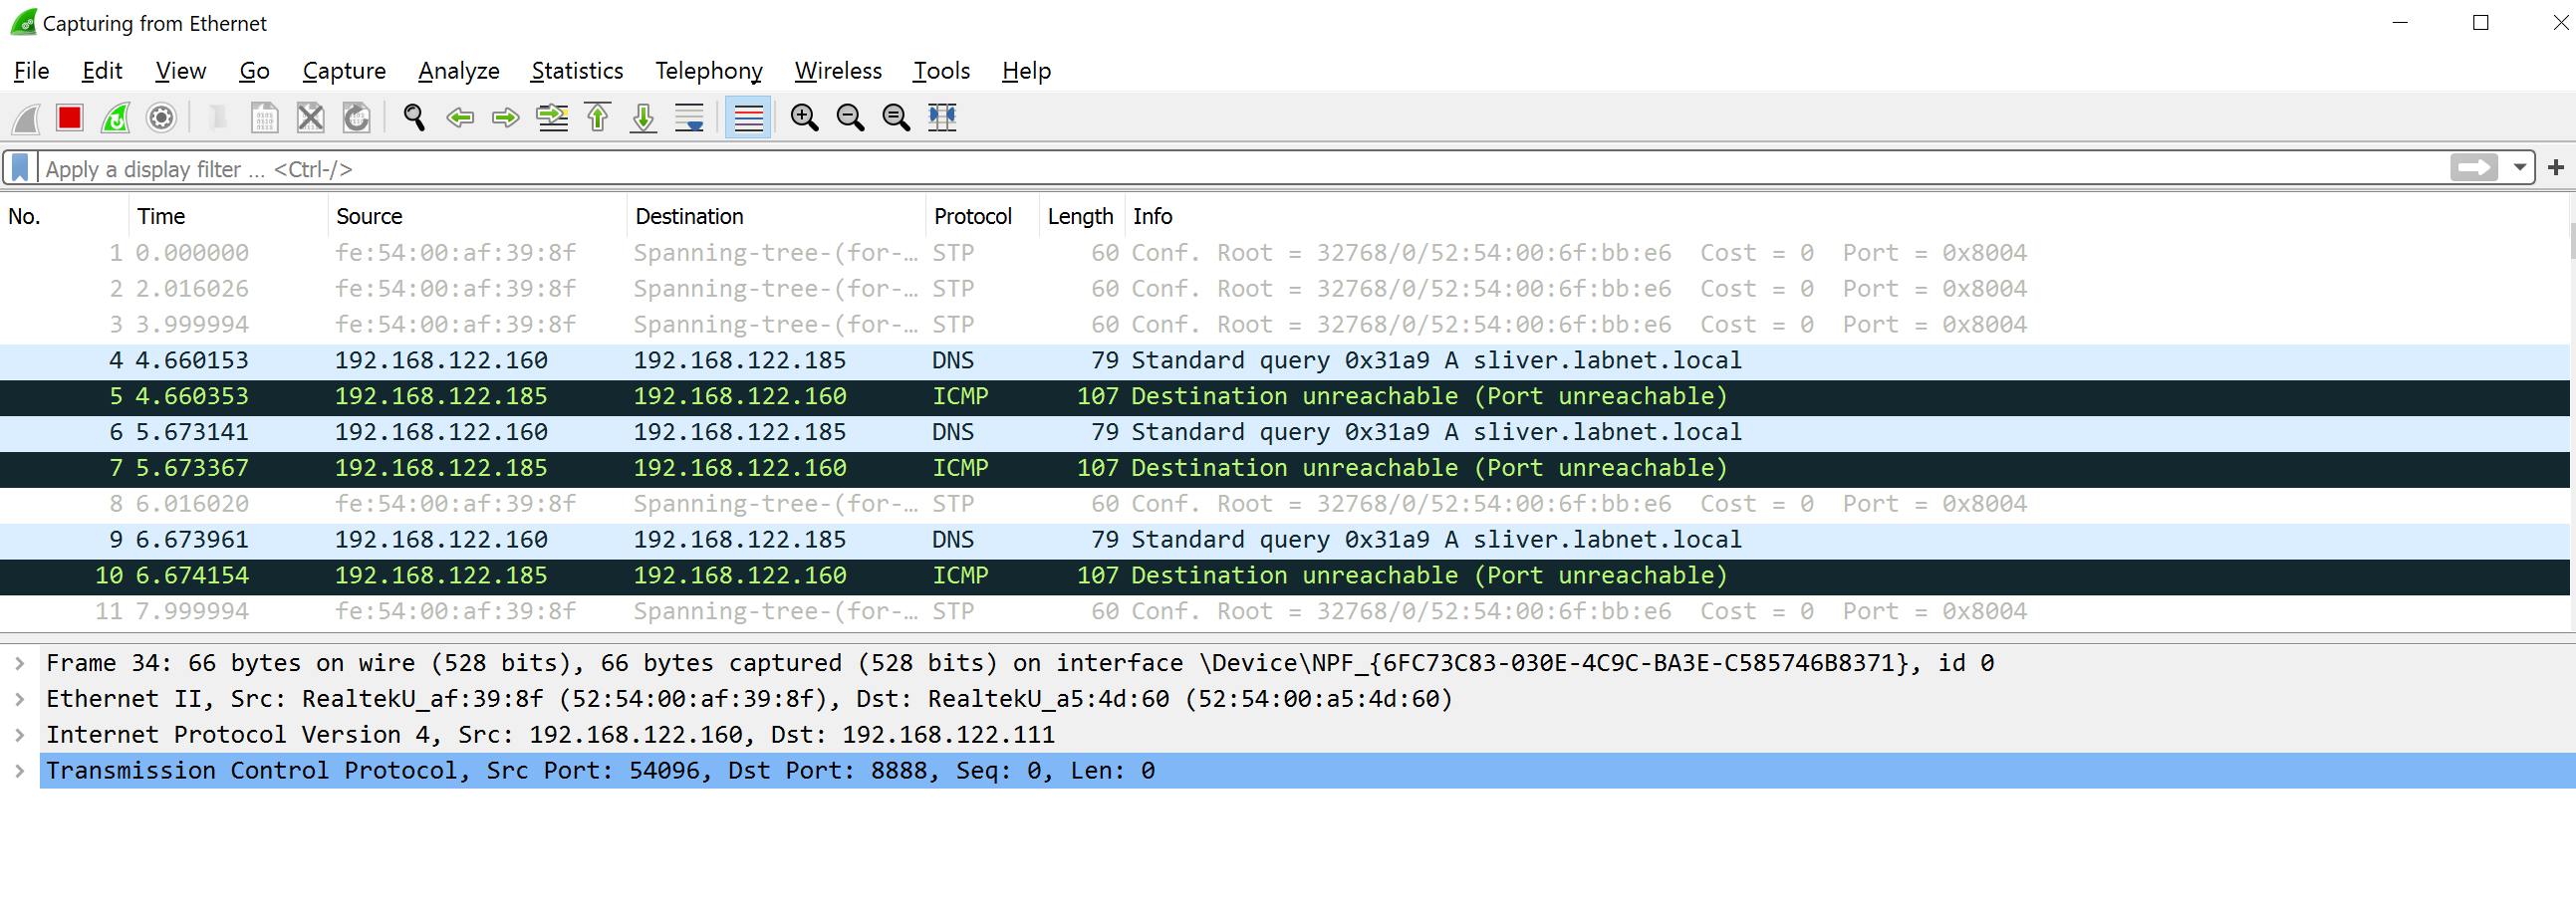 Capturing from Ethernet
File Edit View Go Capture Analyze Statistics Telephony Wireless Tools Help
Apply a display filter … <Ctrl-/>
No. Time Source Destination Protocol Length Info
1 0.000000 fe:54:00:af:39:8f Spanning-tree-(for-… STP 60 Conf. Root = 32768/0/52:54:00:6f:bb:e6 Cost = 0 Port = 0x8004
2 2.016026 fe:54:00:af:39:8f Spanning-tree-(for-… STP 60 Conf. Root = 32768/0/52:54:00:6f:bb:e6 Cost = 0 Port = 0x8004
3 3.999994 fe:54:00:af:39:8f Spanning-tree-(for-… STP 60 Conf. Root = 32768/0/52:54:00:6f:bb:e6 Cost = 0 Port = 0x8004
4 4.660153 192.168.122.160 192.168.122.185 DNS 79 Standard query 0x31a9 A sliver.labnet.local
5 4.660353 192.168.122.185 192.168.122.160 ICMP 107 Destination unreachable (Port unreachable)
6 5.673141 192.168.122.160 192.168.122.185 DNS 79 Standard query 0x31a9 A sliver.labnet.local
7 5.673367 192.168.122.185 192.168.122.160 ICMP 107 Destination unreachable (Port unreachable)
8 6.016020 fe:54:00:af:39:8f Spanning-tree-(for-… STP 60 Conf. Root = 32768/0/52:54:00:6f:bb:e6 Cost = 0 Port = 0x8004
9 6.673961 192.168.122.160 192.168.122.185 DNS 79 Standard query 0x31a9 A sliver.labnet.local
10 6.674154 192.168.122.185 192.168.122.160 ICMP 107 Destination unreachable (Port unreachable)
11 7.999994 fe:54:00:af:39:8f Spanning-tree-(for-… STP 60 Conf. Root = 32768/0/52:54:00:6f:bb:e6 Cost = 0 Port = 0x8004
Frame 34: 66 bytes on wire (528 bits), 66 bytes captured (528 bits) on interface \Device\NPF_{6FC73C83-030E-4C9C-BA3E-C585746B8371}, id 0
Ethernet II, Src: RealtekU_af:39:8f (52:54:00:af:39:8f), Dst: RealtekU_a5:4d:60 (52:54:00:a5:4d:60)
Internet Protocol Version 4, Src: 192.168.122.160, Dst: 192.168.122.111
Transmission Control Protocol, Src Port: 54096, Dst Port: 8888, Seq: 0, Len: 0